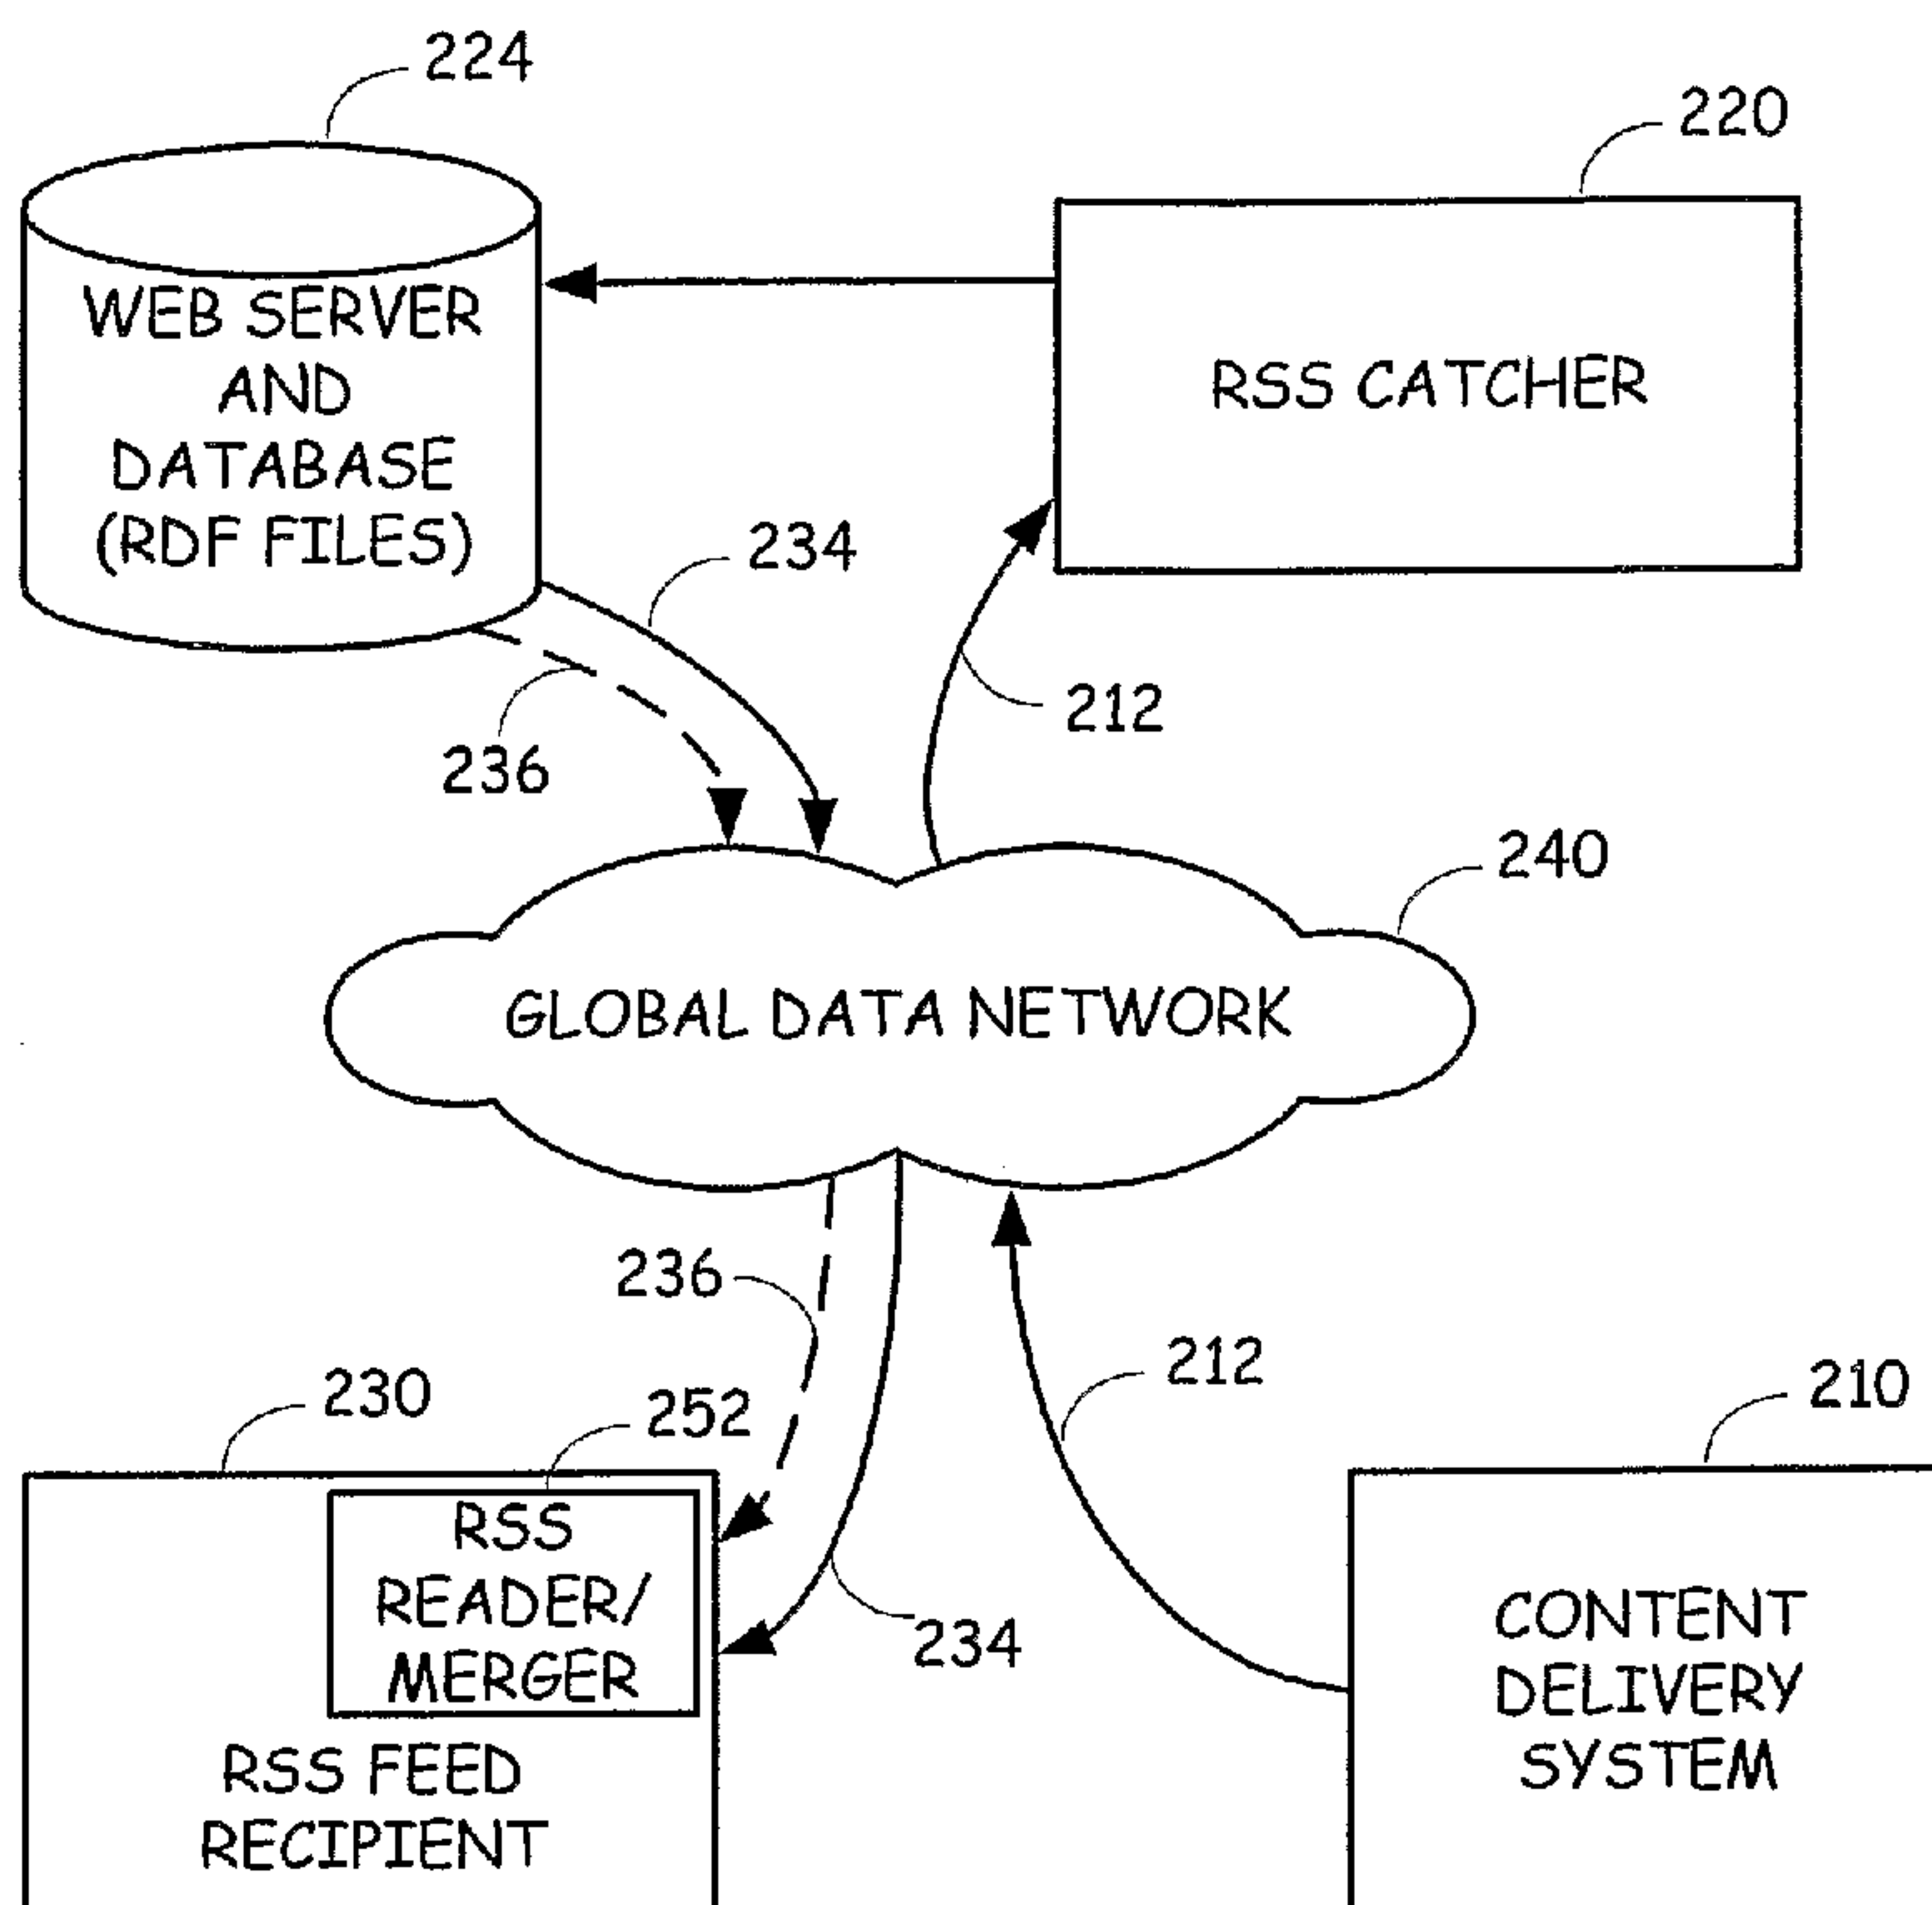 224
220
WEB SERVER
AND
DATABASE
(RDF FILES)
RSS CATCHER
234
212
236
240
GLOBAL DATA NETWORK
236
212
230
252
210
RSS
READER/
MERGER
234
RSS FEED
RECIPIENT
CONTENT
DELIVERY
SYSTEM